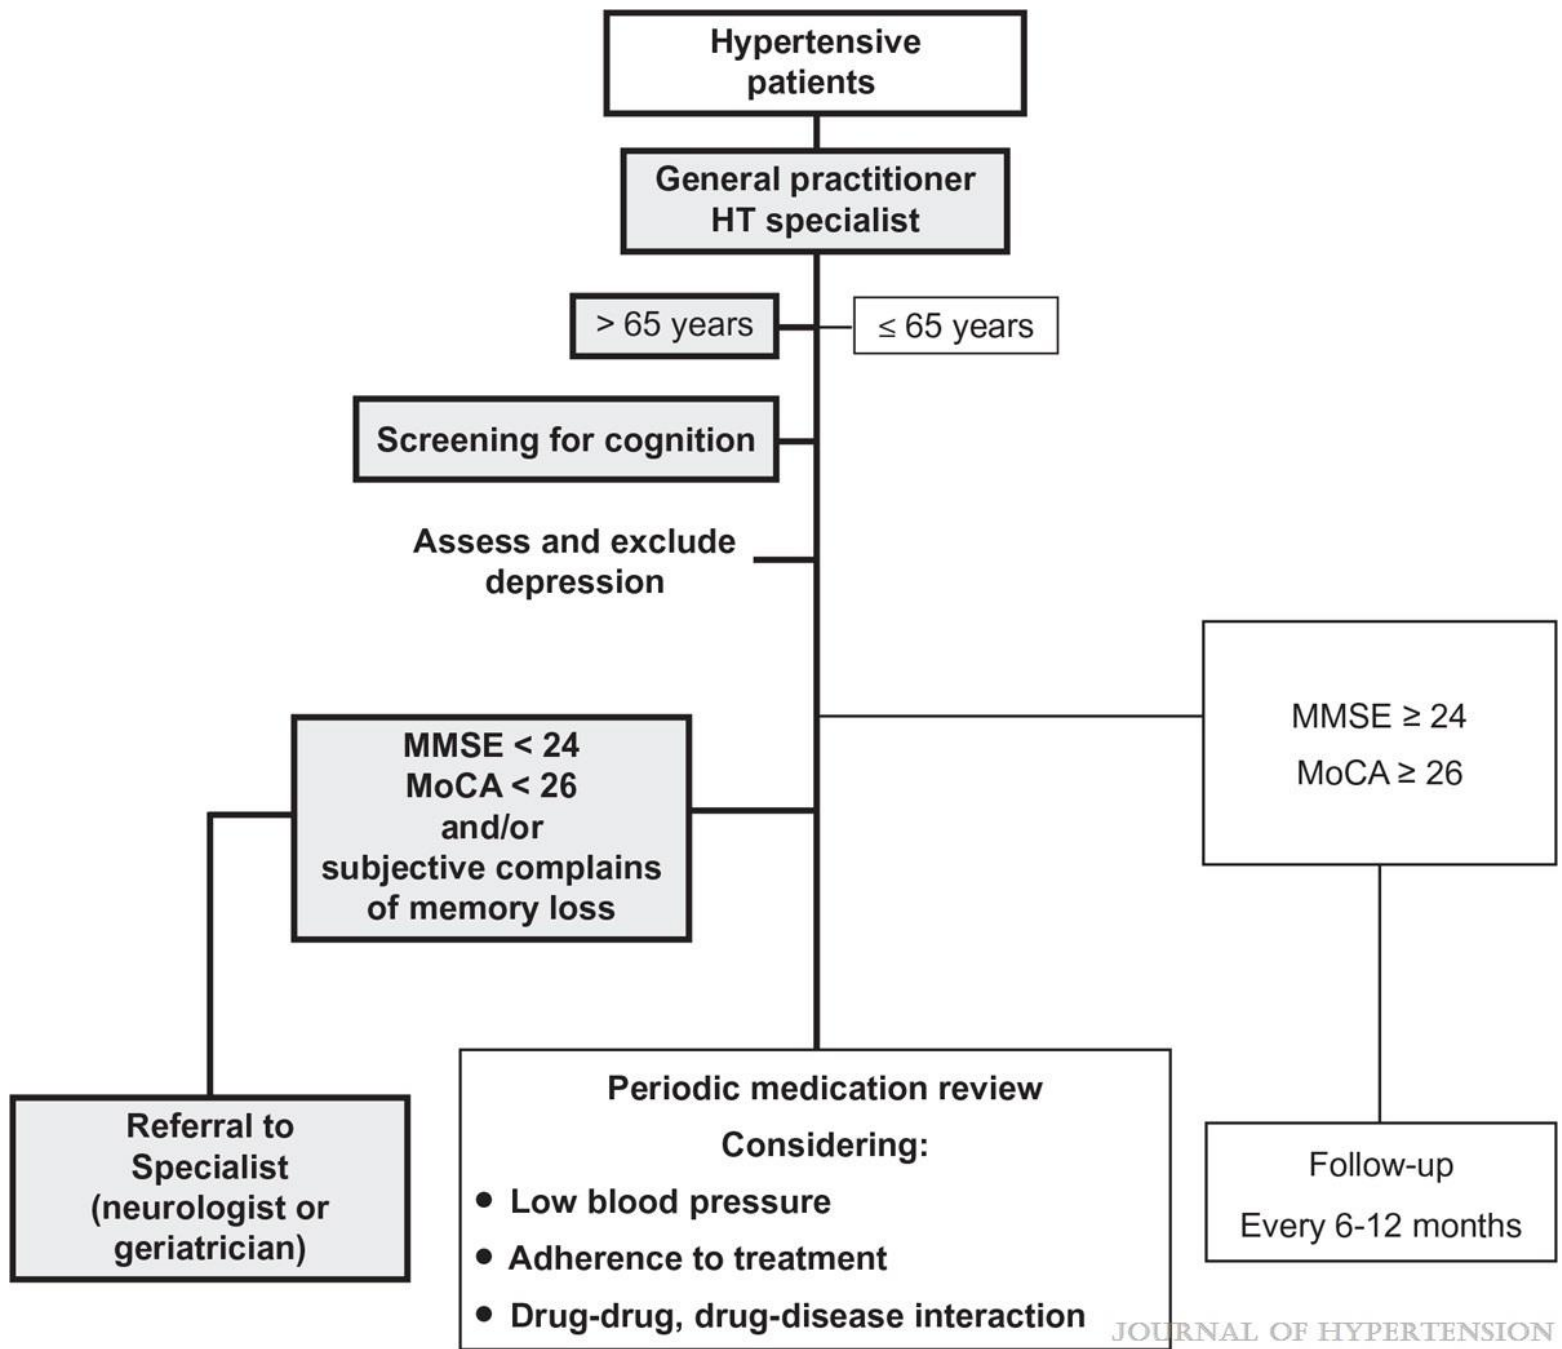 Hypertensive
patients
General practitioner
HT specialist
> 65 years
≤ 65 years
Screening for cognition
Assess and exclude
depression
MMSE < 24
MoCA < 26
and/or
subjective complains
of memory loss
MMSE ≥ 24
MoCA ≥ 26
Referral to
Specialist
(neurologist or
geriatrician)
Periodic medication review
Considering:
• Low blood pressure
• Adherence to treatment
• Drug-drug, drug-disease interaction
Follow-up
Every 6-12 months
JOURNAL OF HYPERTENSION